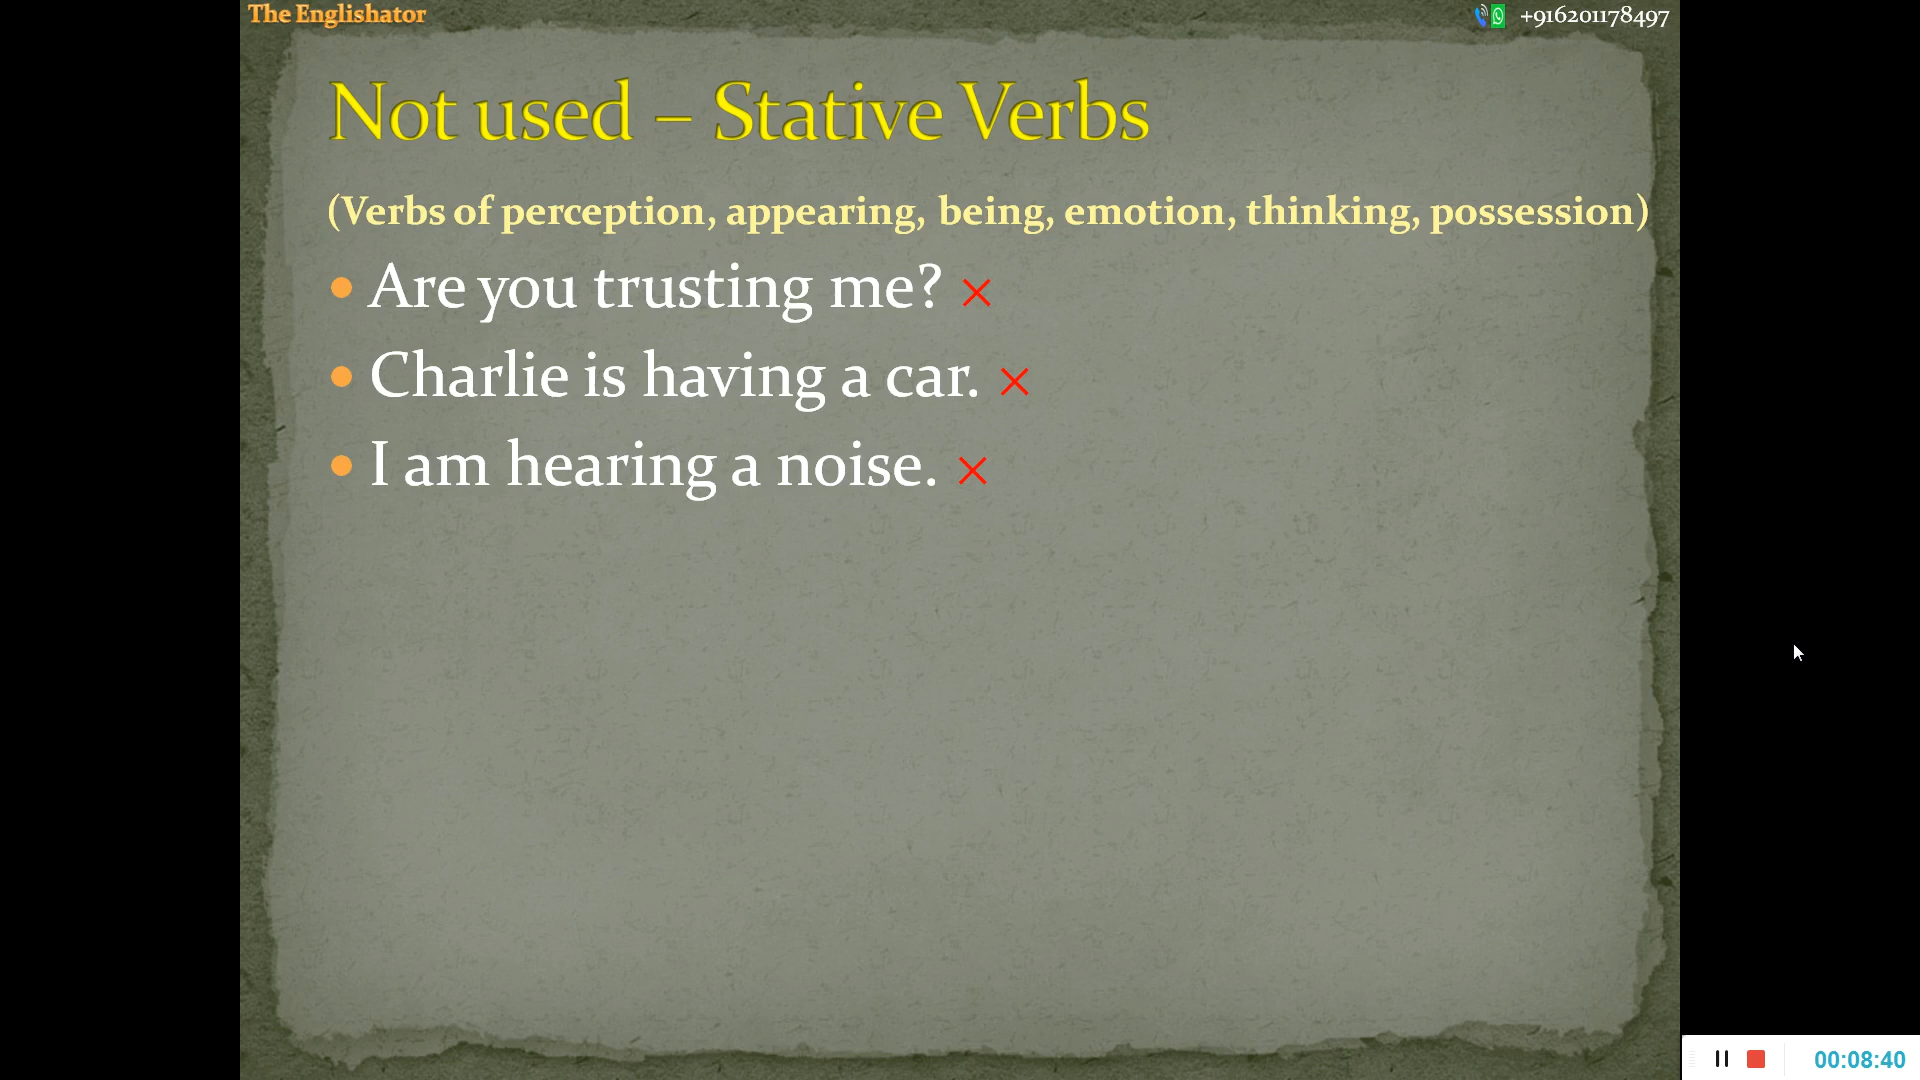 The Englishator
+916201178497
Not used – Stative Verbs
(Verbs of perception, appearing, being, emotion, thinking, possession)
• Are you trusting me? ×
• Charlie is having a car. ×
• I am hearing a noise. ×
00:08:40